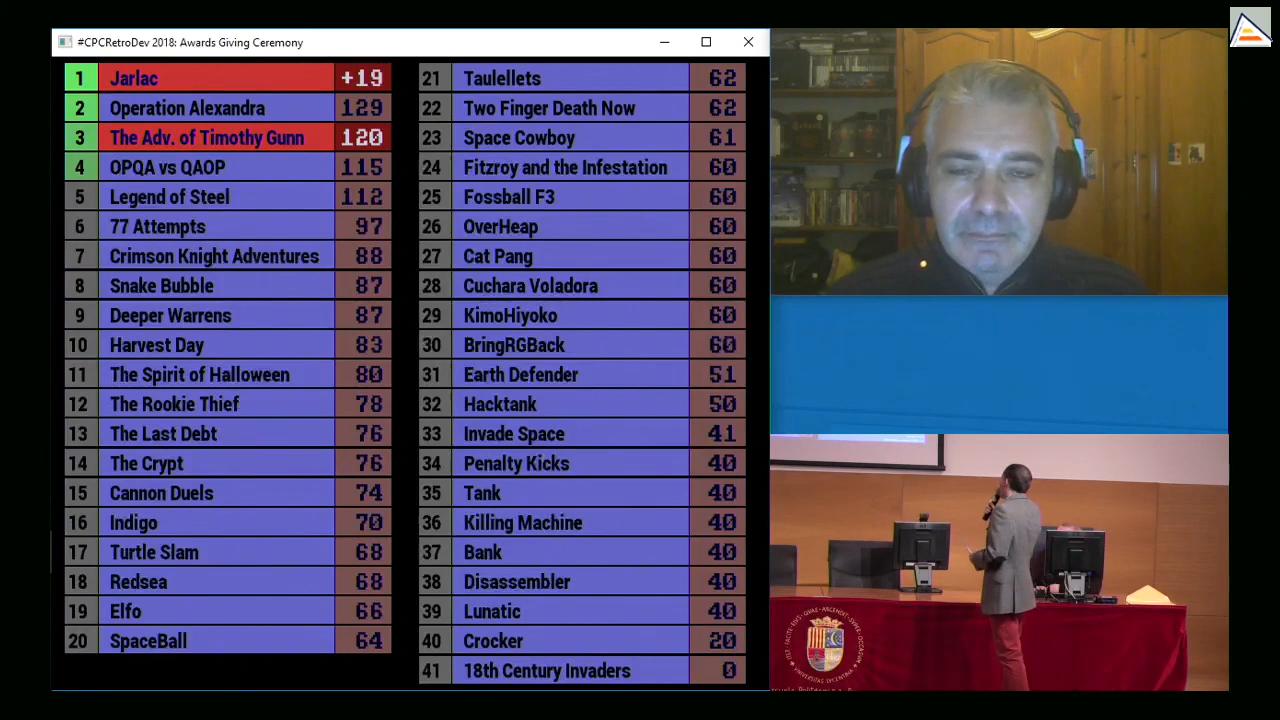 #CPCRetroDev 2018: Awards Giving Ceremony
1 Jarlac +19
2 Operation Alexandra 129
3 The Adv. of Timothy Gunn 120
4 OPQA vs QAOP 115
5 Legend of Steel 112
6 77 Attempts 97
7 Crimson Knight Adventures 88
8 Snake Bubble 87
9 Deeper Warrens 87
10 Harvest Day 83
11 The Spirit of Halloween 80
12 The Rookie Thief 78
13 The Last Debt 76
14 The Crypt 76
15 Cannon Duels 74
16 Indigo 70
17 Turtle Slam 68
18 Redsea 68
19 Elfo 66
20 SpaceBall 64
21 Taulellets 62
22 Two Finger Death Now 62
23 Space Cowboy 61
24 Fitzroy and the Infestation 60
25 Fossball F3 60
26 OverHeap 60
27 Cat Pang 60
28 Cuchara Voladora 60
29 KimoHiyoko 60
30 BringRGBack 60
31 Earth Defender 51
32 Hacktank 50
33 Invade Space 41
34 Penalty Kicks 40
35 Tank 40
36 Killing Machine 40
37 Bank 40
38 Disassembler 40
39 Lunatic 40
40 Crocker 20
41 18th Century Invaders 0